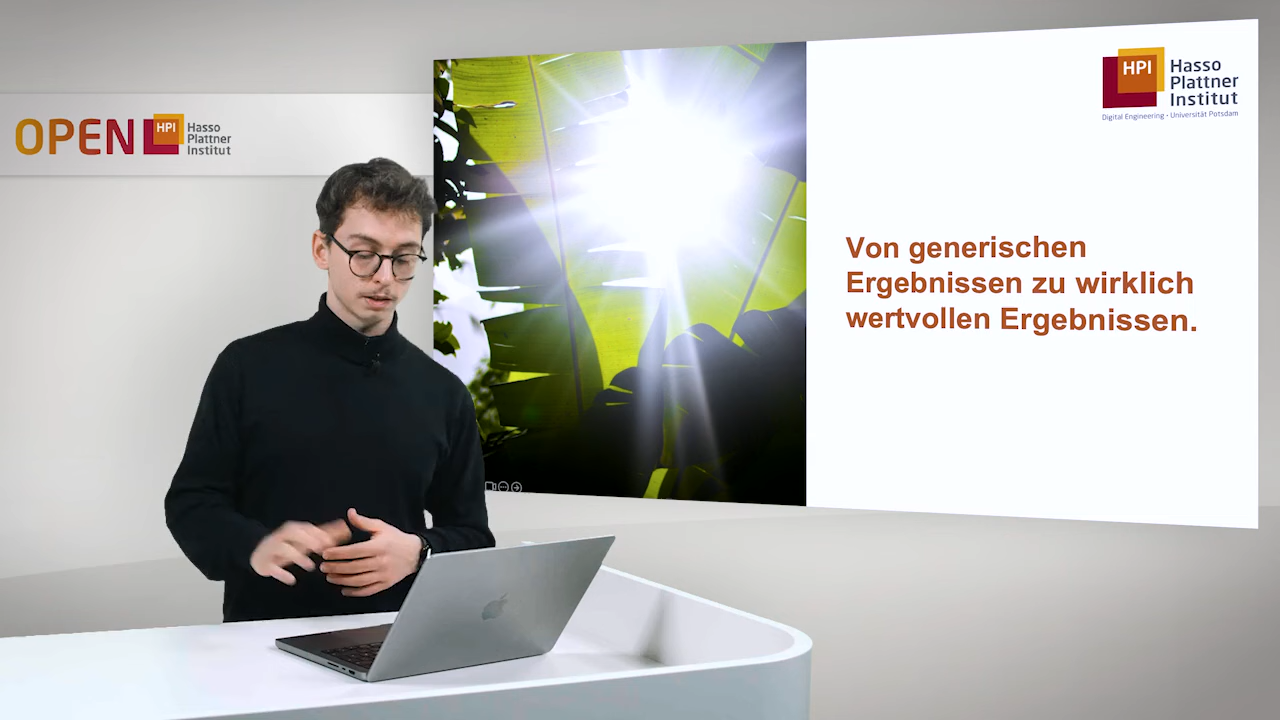 OPEN HPI Hasso
Plattner
Institut
HPI Hasso
Plattner
Institut
Digital Engineering • Universität Potsdam
Von generischen
Ergebnissen zu wirklich
wertvollen Ergebnissen.